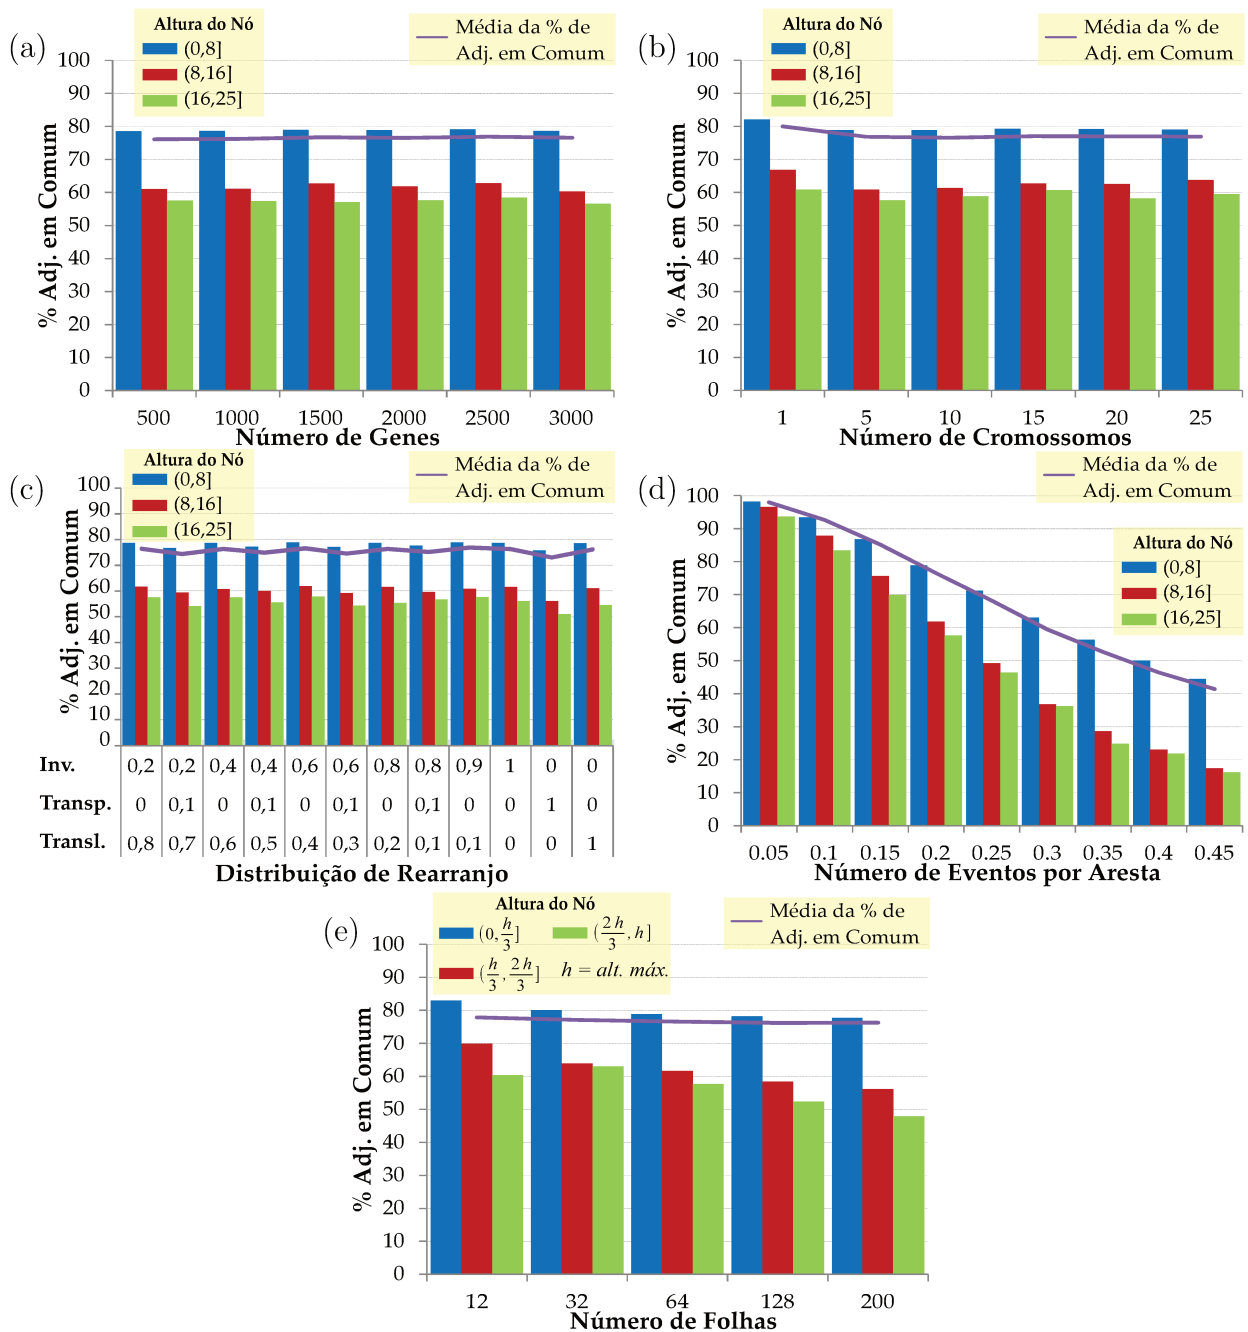 (a)
Altura do Nó
(0,8]
(8,16]
(16,25]
Média da % de
Adj. em Comum
% Adj. em Comum
100
90
80
70
60
50
40
30
20
10
0
500 1000 1500 2000 2500 3000
Número de Genes
(b)
Altura do Nó
(0,8]
(8,16]
(16,25]
Média da % de
Adj. em Comum
% Adj. em Comum
100
90
80
70
60
50
40
30
20
10
0
1 5 10 15 20 25
Número de Cromossomos
(c)
Altura do Nó
(0,8]
(8,16]
(16,25]
Média da % de
Adj. em Comum
% Adj. em Comum
100
90
80
70
60
50
40
30
20
10
0
Inv. 0,2 0,2 0,4 0,4 0,6 0,6 0,8 0,8 0,9 1 0 0
Transp. 0 0,1 0 0,1 0 0,1 0 0,1 0 0 1 0
Transl. 0,8 0,7 0,6 0,5 0,4 0,3 0,2 0,1 0,1 0 0 1
Distribuição de Rearranjo
(d)
Média da % de
Adj. em Comum
Altura do Nó
(0,8]
(8,16]
(16,25]
% Adj. em Comum
100
90
80
70
60
50
40
30
20
10
0
0.05 0.1 0.15 0.2 0.25 0.3 0.35 0.4 0.45
Número de Eventos por Aresta
(e)
Altura do Nó
(0, h/3] (2h/3, h]
(h/3, 2h/3] h = alt. máx.
Média da % de
Adj. em Comum
% Adj. em Comum
100
90
80
70
60
50
40
30
20
10
0
12 32 64 128 200
Número de Folhas